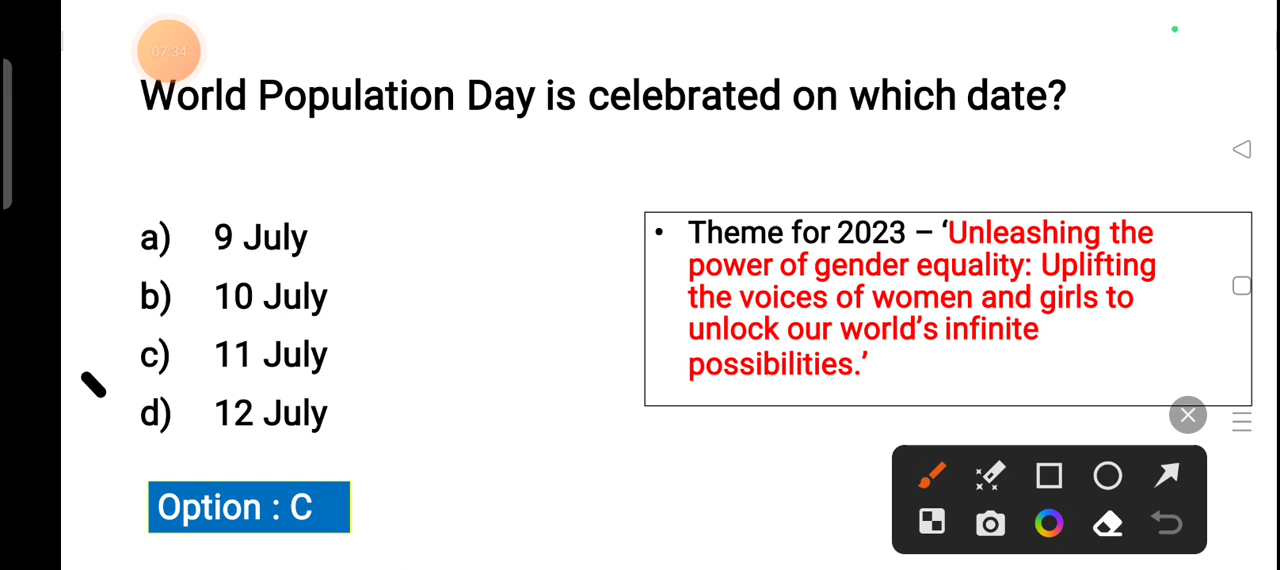 07:34
World Population Day is celebrated on which date?
a) 9 July
b) 10 July
c) 11 July
d) 12 July
• Theme for 2023 – ‘Unleashing the
power of gender equality: Uplifting
the voices of women and girls to
unlock our world’s infinite
possibilities.’
Option : C